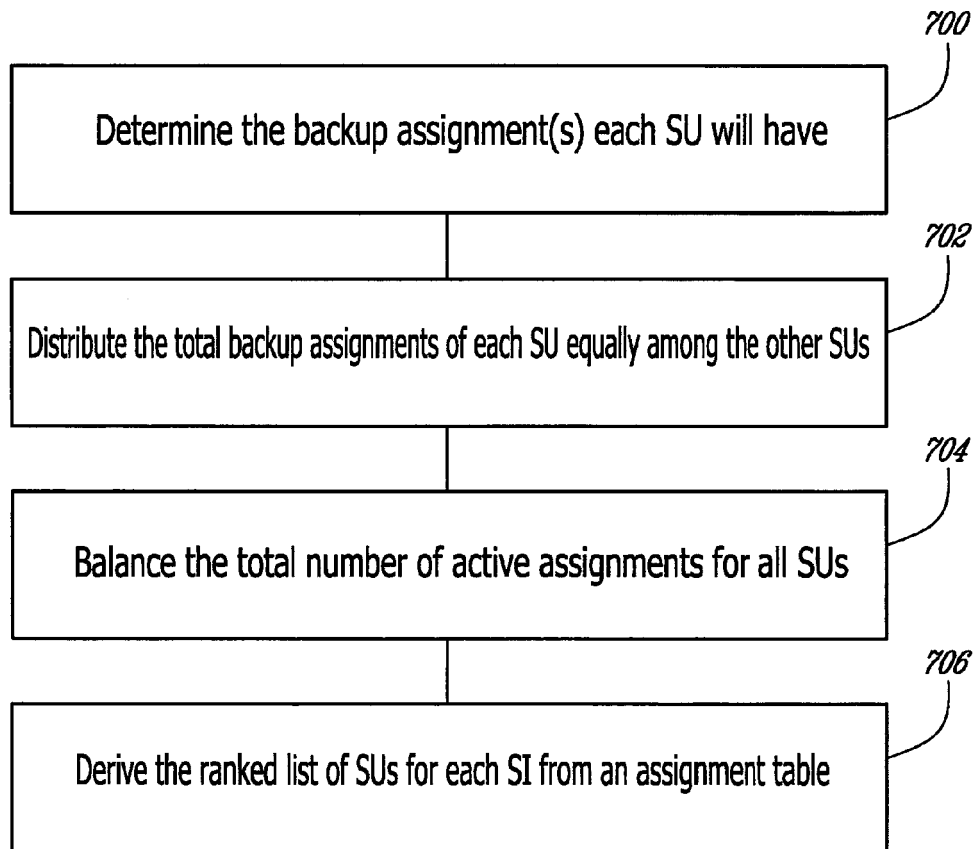 700
Determine the backup assignment(s) each SU will have
702
Distribute the total backup assignments of each SU equally among the other SUs
704
Balance the total number of active assignments for all SUs
706
Derive the ranked list of SUs for each SI from an assignment table